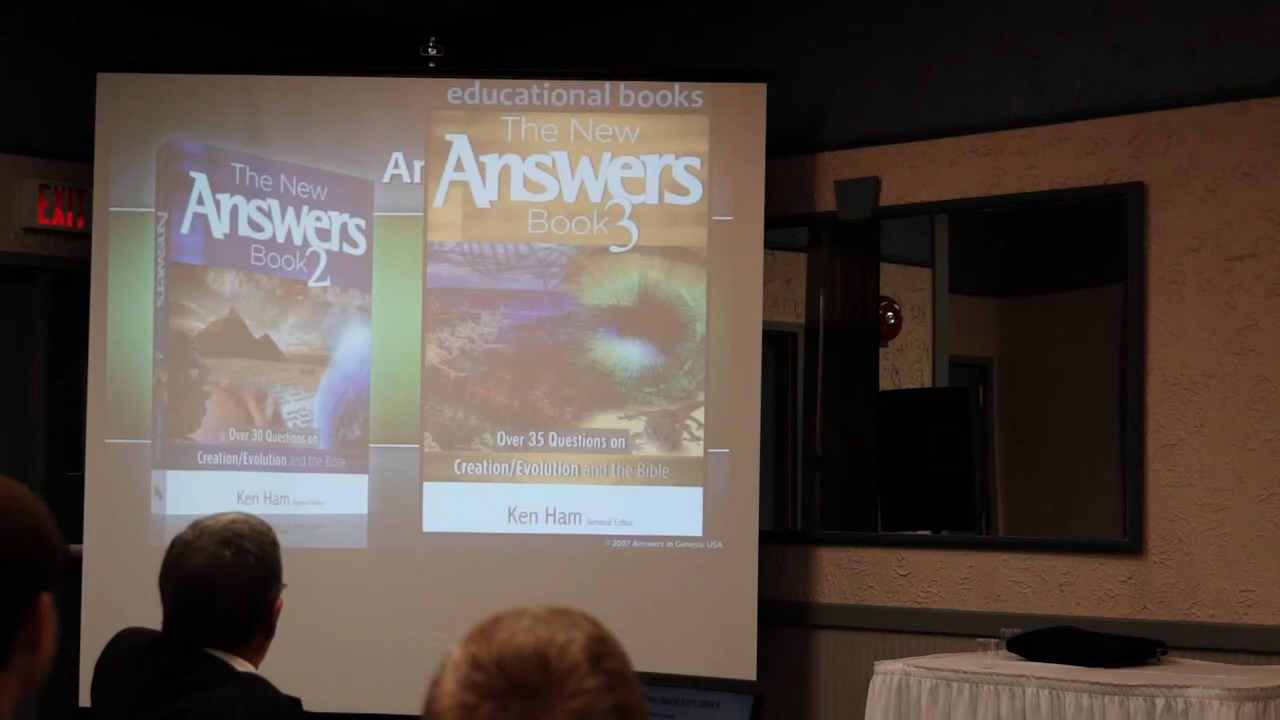 EXIT
educational books
Ar
The New
Answers
Book 2
Over 30 Questions on
Creation/Evolution and the Bible
Ken Ham
The New
Answers
Book 3
Over 35 Questions on
Creation/Evolution and the Bible
Ken Ham General Editor
© 2007 Answers in Genesis-USA